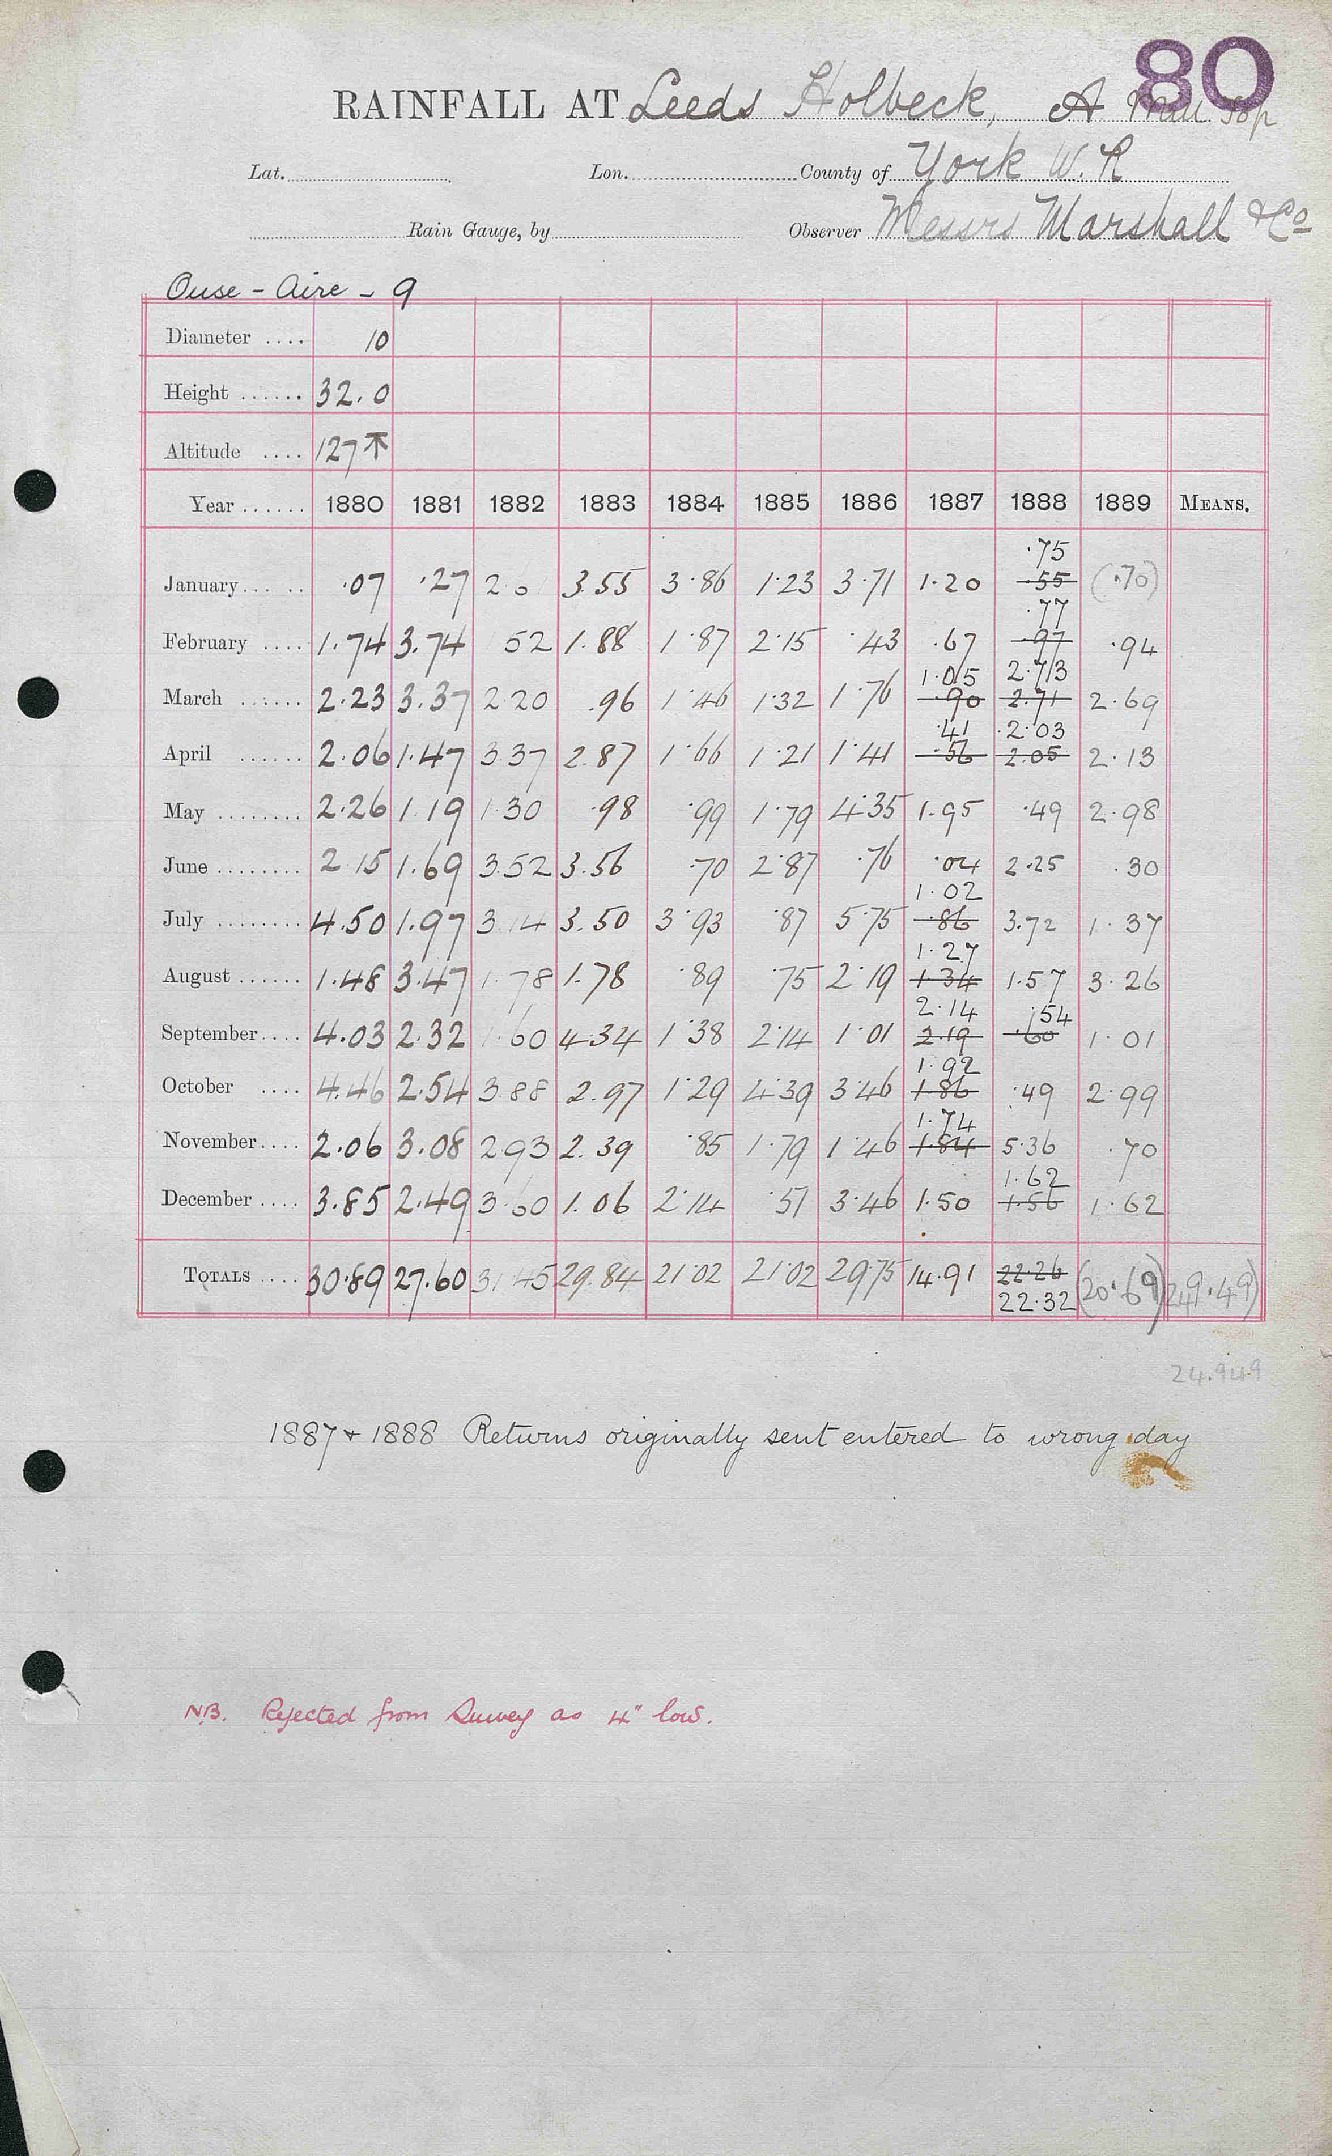 80
RAINFALL AT Leeds Holbeck, A
Lat. Lon. County of York W.R
Rain Gauge, by Observer Messrs Marshall & Co
Ouse - Aire - 9
Diameter .... 10
Height ...... 32.0
Altitude .... 127
Year ...... 1880 1881 1882 1883 1884 1885 1886 1887 1888 1889 MEANS.
.75
January ... .. .07 .27 2.01 3.55 3.86 1.23 3.71 1.20 .55 (.70)
.77
February .... 1.74 3.74 52 1.88 1.87 2.15 .43 .67 .97 .94
1.05 2.73
March ...... 2.23 3.37 2 20 .96 1.46 1.32 1.76 .90 2.71 2.69
.41 2.03
April ...... 2.06 1.47 3 37 2.87 1.66 1.21 1.41 .56 2.05 2.13
May ........ 2.26 1 19 1.30 .98 .99 1.79 4.35 1.95 .49 2.98
June ........ 2 15 1.69 3.52 3.56 .70 2.87 .76 .04 2.25 .30
1.02
July ........ 4.50 1.97 3 14 3.50 3.93 .87 5.75 .86 3.72 1.37
1.27
August ...... 1.48 3.47 1.78 1.78 .89 .75 2.19 1.34 1.57 3.26
2.14 .54
September .... 4.03 2.32 1.60 4.34 1.38 2.14 1.01 2.19 .60 1.01
1.92
October .... 4.46 2.54 3.88 2.97 1.29 4.39 3.46 1.86 .49 2.99
1.74
November .... 2.06 3.08 2.93 2.39 .85 1.79 1.46 1.84 5.36 .70
1.62
December .... 3.85 2.49 3.60 1.06 2.14 .51 3.46 1.50 1.56 1.62
TOTALS .... 30.89 27.60 31.45 29.84 21.02 21.02 29.75 14.91 22.26 (20.69) 249.49)
22.32
24.949
1887 + 1888 Returns originally sent entered to wrong day
NB. Rejected from Survey as 4" low.